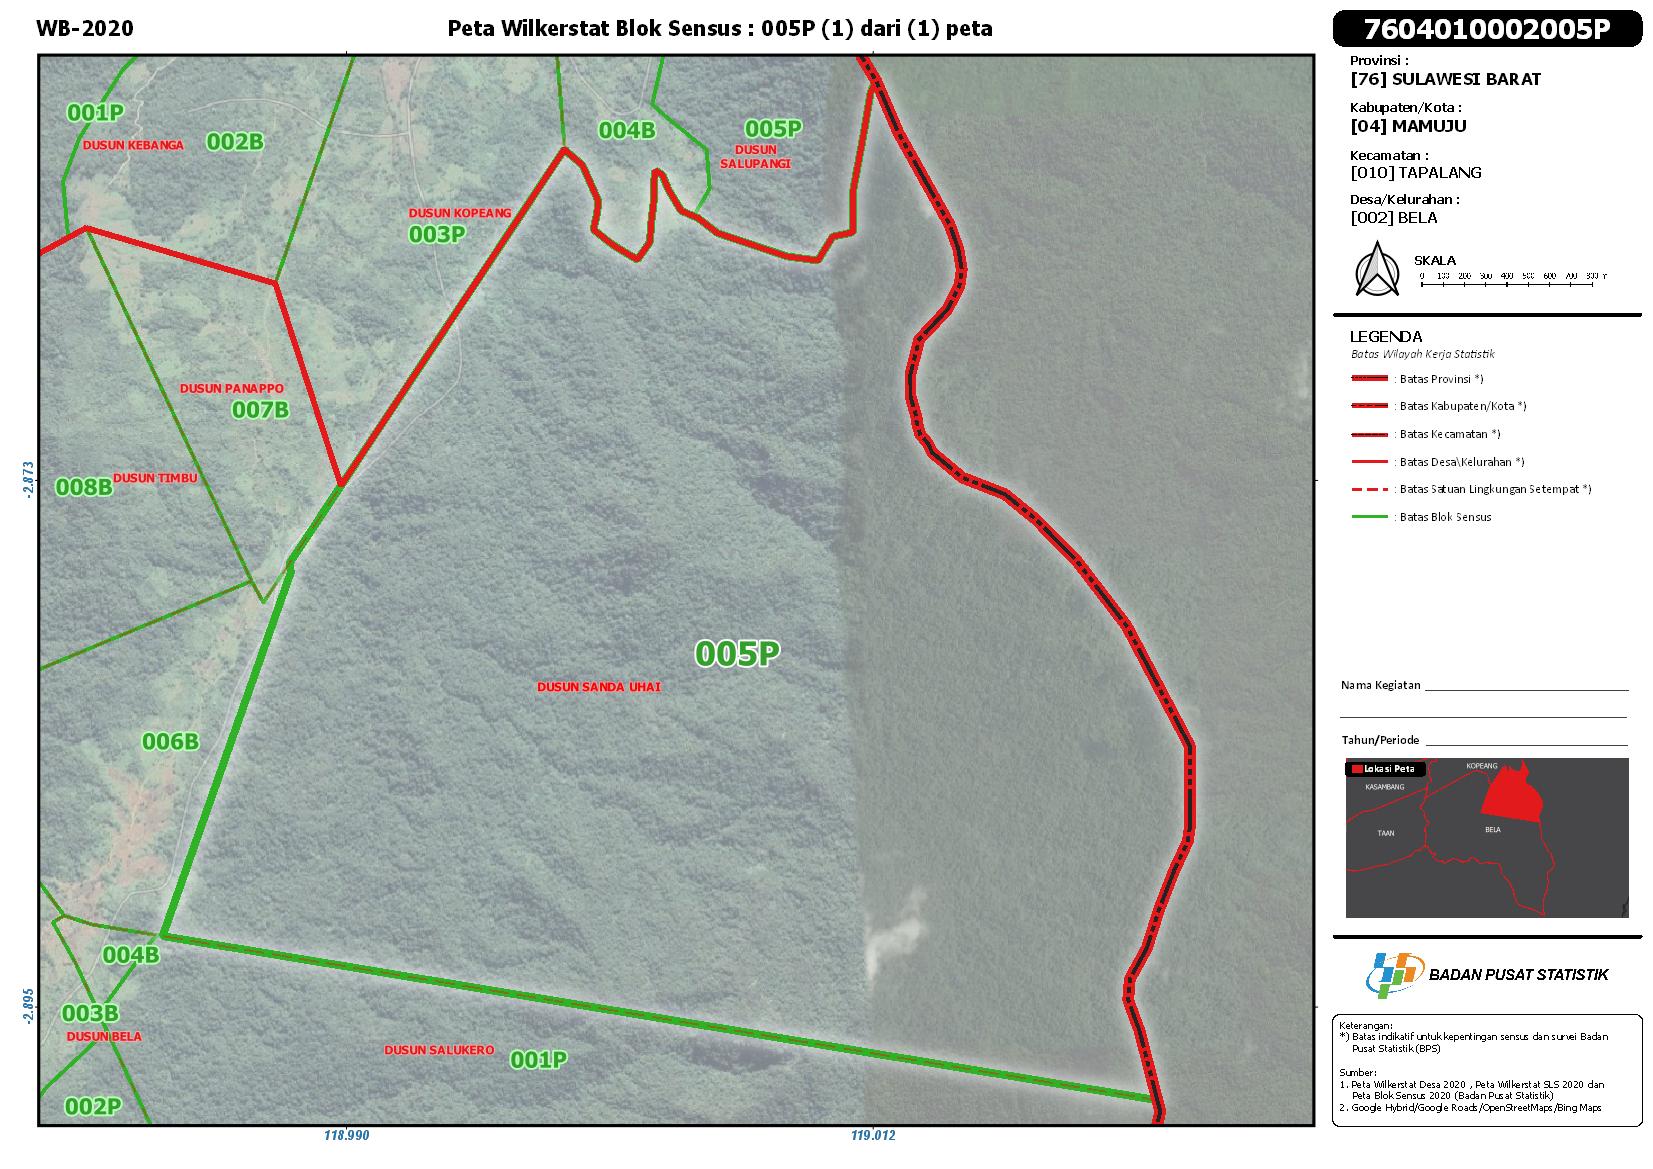 WB-2020
Peta Wilkerstat Blok Sensus : 005P (1) dari (1) peta
7604010002005P
Provinsi :
[76] SULAWESI BARAT
Kabupaten/Kota :
[04] MAMUJU
Kecamatan :
[010] TAPALANG
Desa/Kelurahan :
[002] BELA
SKALA
0 100 200 300 400 500 600 700 800 m
LEGENDA
Batas Wilayah Kerja Statistik
: Batas Provinsi *)
: Batas Kabupaten/Kota *)
: Batas Kecamatan *)
: Batas Desa\Kelurahan *)
: Batas Satuan Lingkungan Setempat *)
: Batas Blok Sensus
Nama Kegiatan
Tahun/Periode
Lokasi Peta
KOPEANG
KASAMBANG
TAAN
BELA
BADAN PUSAT STATISTIK
Keterangan:
*) Batas indikatif untuk kepentingan sensus dan survei Badan
Pusat Statistik (BPS)
Sumber:
1. Peta Wilkerstat Desa 2020 , Peta Wilkerstat SLS 2020 dan
Peta Blok Sensus 2020 (Badan Pusat Statistik)
2. Google Hybrid/Google Roads/OpenStreetMaps/Bing Maps
001P
DUSUN KEBANGA
002B
004B
005P
DUSUN
SALUPANGI
DUSUN KOPEANG
003P
DUSUN PANAPPO
007B
DUSUN TIMBU
008B
005P
DUSUN SANDA UHAI
006B
004B
003B
DUSUN BELA
DUSUN SALUKERO
001P
002P
-2.873
-2.895
118.990
119.012